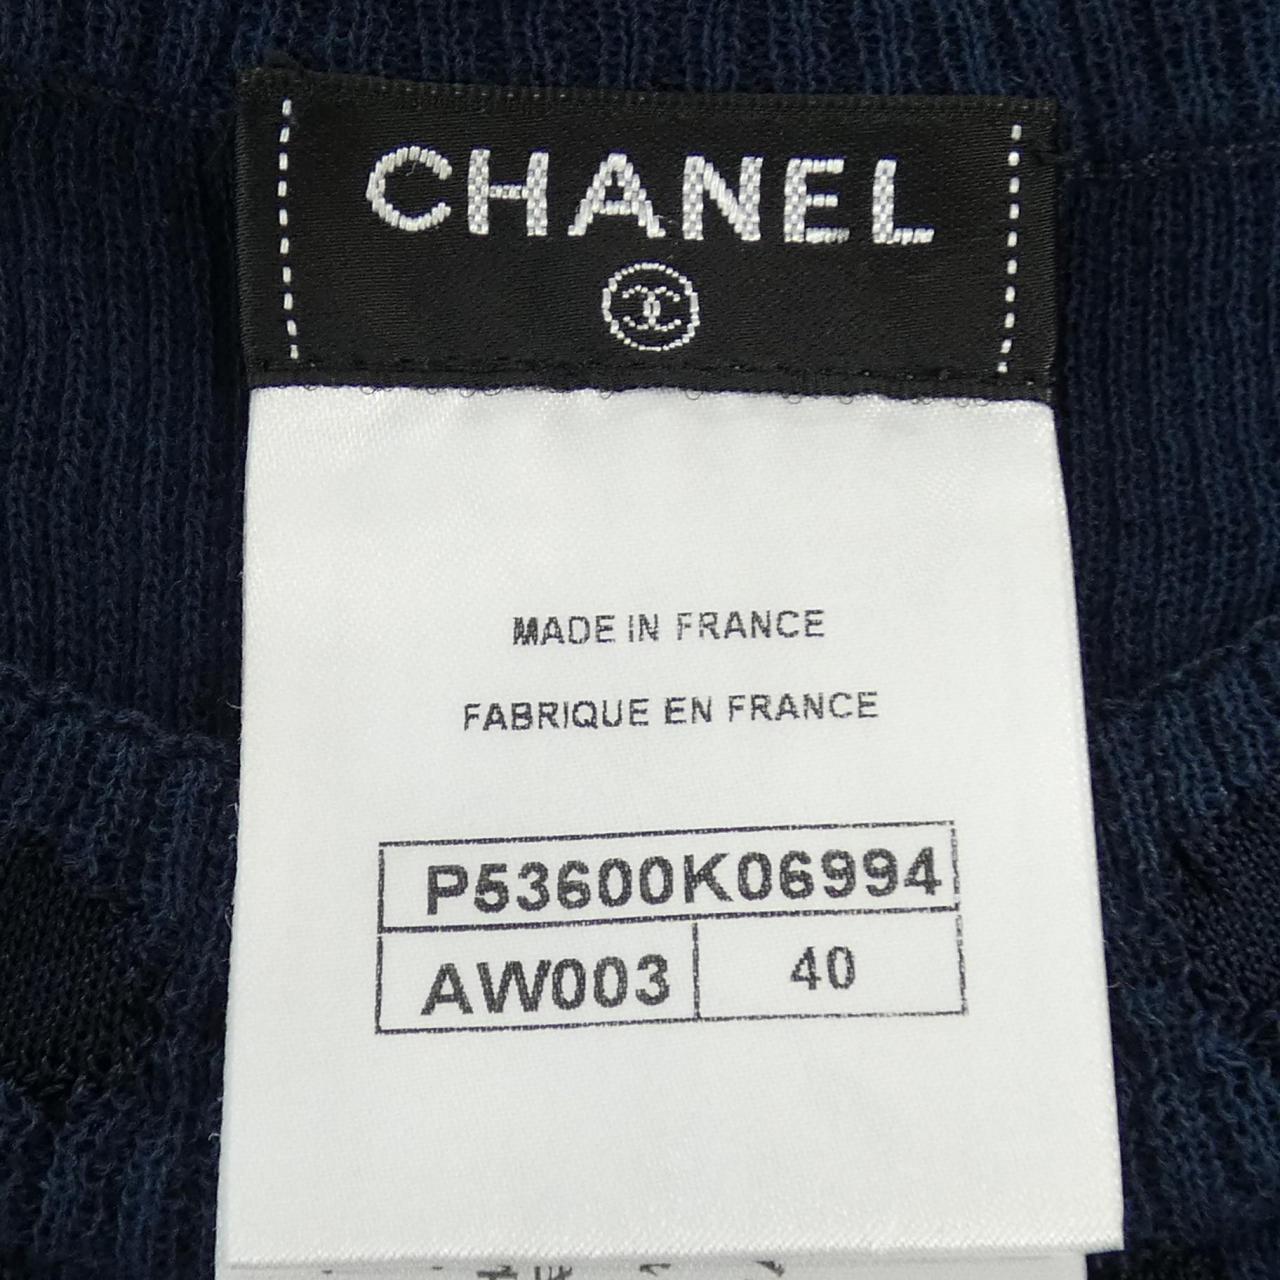 CHANEL
MADE IN FRANCE
FABRIQUE EN FRANCE
P53600K06994
AW003 40